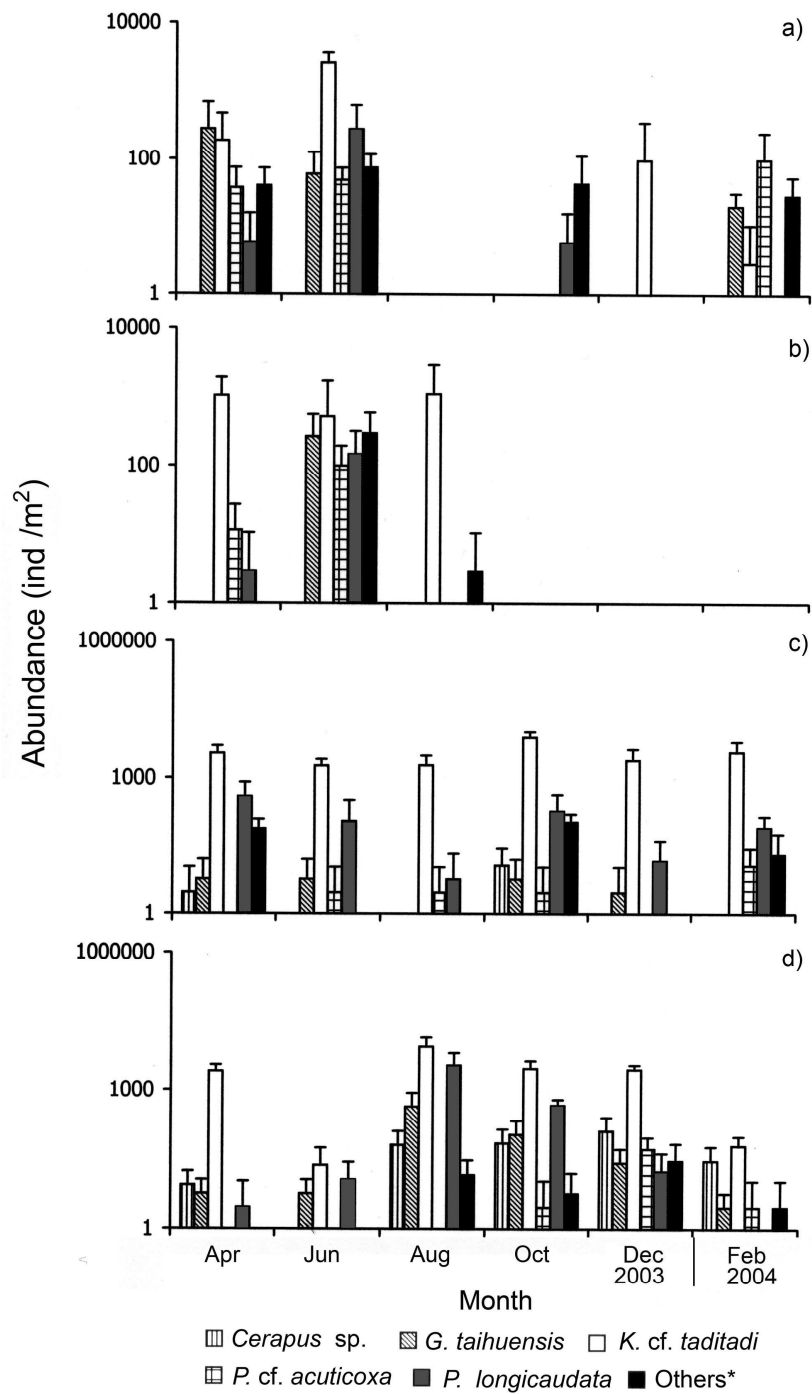 a)
10000
100
1
b)
10000
100
1
Abundance (ind /m²)
c)
1000000
1000
1
d)
1000000
1000
1
Apr Jun Aug Oct Dec Feb
2003 2004
Month
Cerapus sp. G. taihuensis K. cf. taditadi
P. cf. acuticoxa P. longicaudata Others*